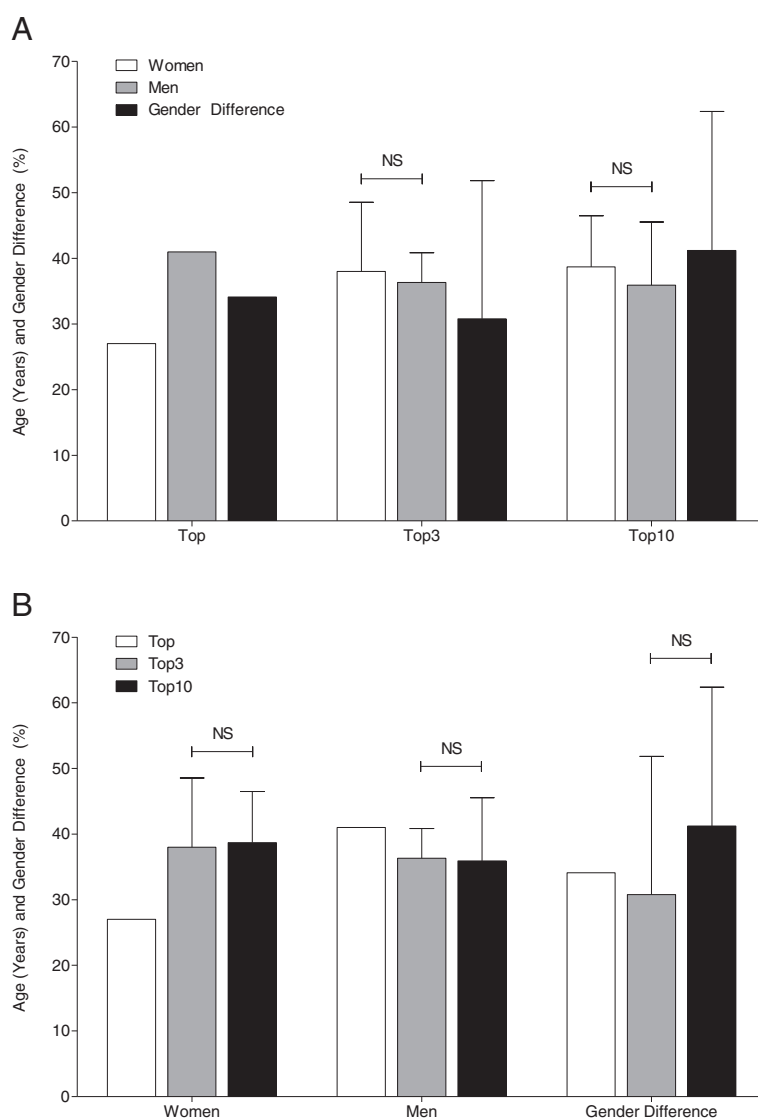 A
70
60
50
40
30
20
10
0
Age (Years) and Gender Difference (%)
Women
Men
Gender Difference
NS
NS
Top
Top3
Top10
B
70
60
50
40
30
20
10
0
Age (Years) and Gender Difference (%)
Top
Top3
Top10
NS
NS
NS
Women
Men
Gender Difference